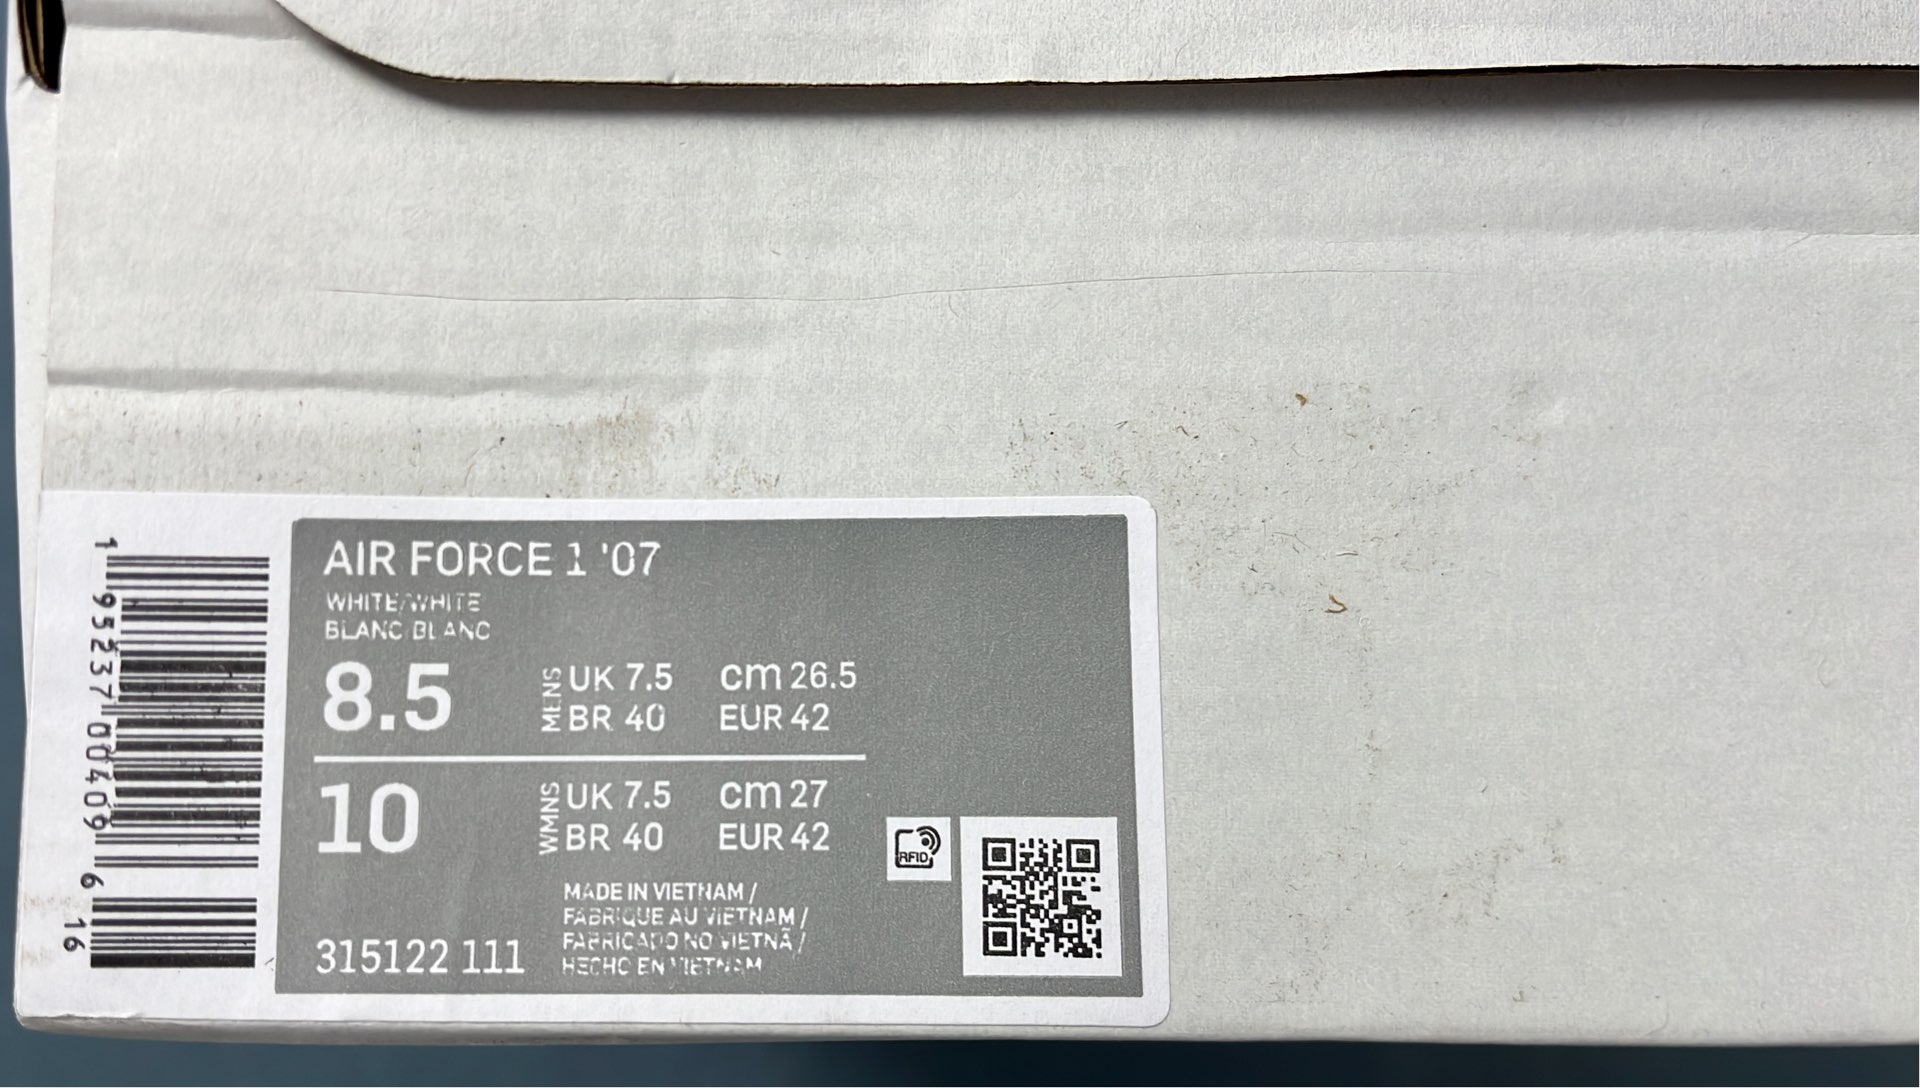 AIR FORCE 1 '07
WHITE/WHITE
BLANC/BLANC
8.5
MENS
UK 7.5 cm 26.5
BR 40 EUR 42
10
WMNS
UK 7.5 cm 27
BR 40 EUR 42
MADE IN VIETNAM /
FABRIQUE AU VIETNAM /
FABRICADO NO VIETNÃ /
HECHO EN VIETNAM
315122 111
RFID
1 95237 00409 6 16